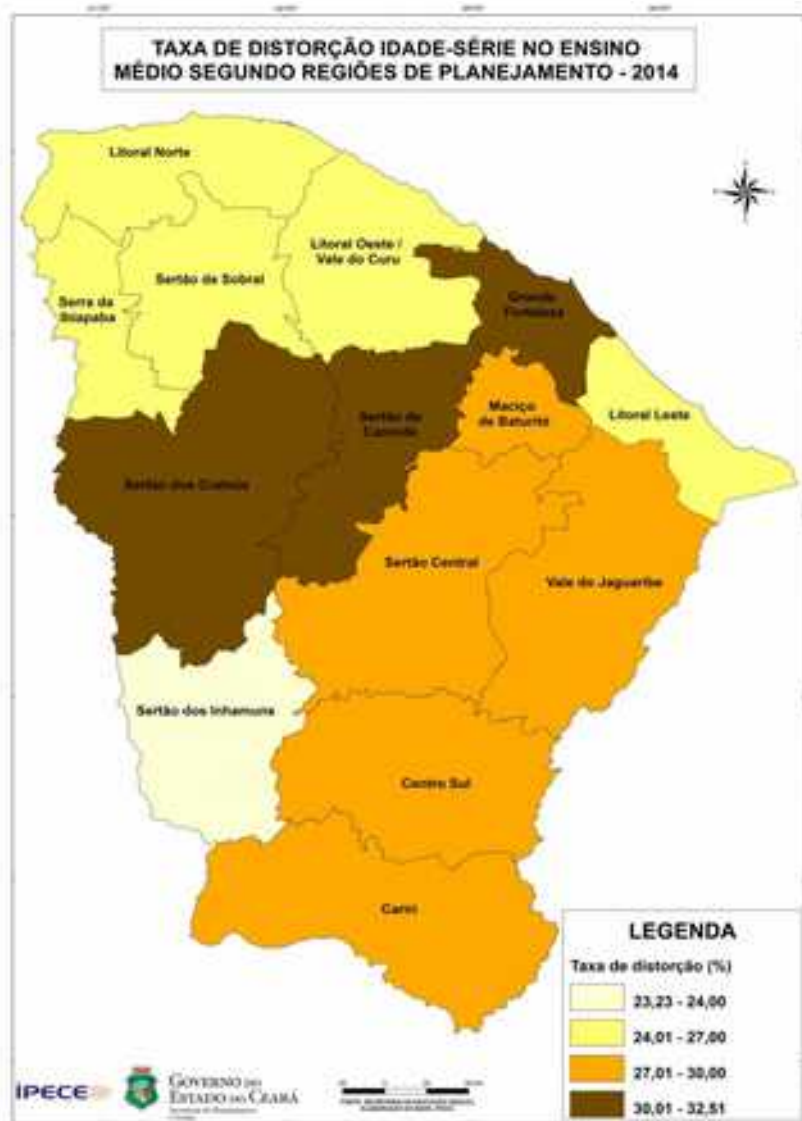 TAXA DE DISTORÇÃO IDADE-SÉRIE NO ENSINO
MÉDIO SEGUNDO REGIÕES DE PLANEJAMENTO - 2014
Litoral Norte
Litoral Oeste /
Vale do Curu
Sertão de Sobral
Serra da
Ibiapaba
Grande
Fortaleza
Sertão de
Canindé
Maciço
de Baturité
Litoral Leste
Sertão dos Crateús
Sertão Central
Vale do Jaguaribe
Sertão dos Inhamuns
Centro Sul
Cariri
LEGENDA
Taxa de distorção (%)
23,23 - 24,00
24,01 - 27,00
27,01 - 30,00
30,01 - 32,51
IPECE
GOVERNO DO
ESTADO DO CEARÁ